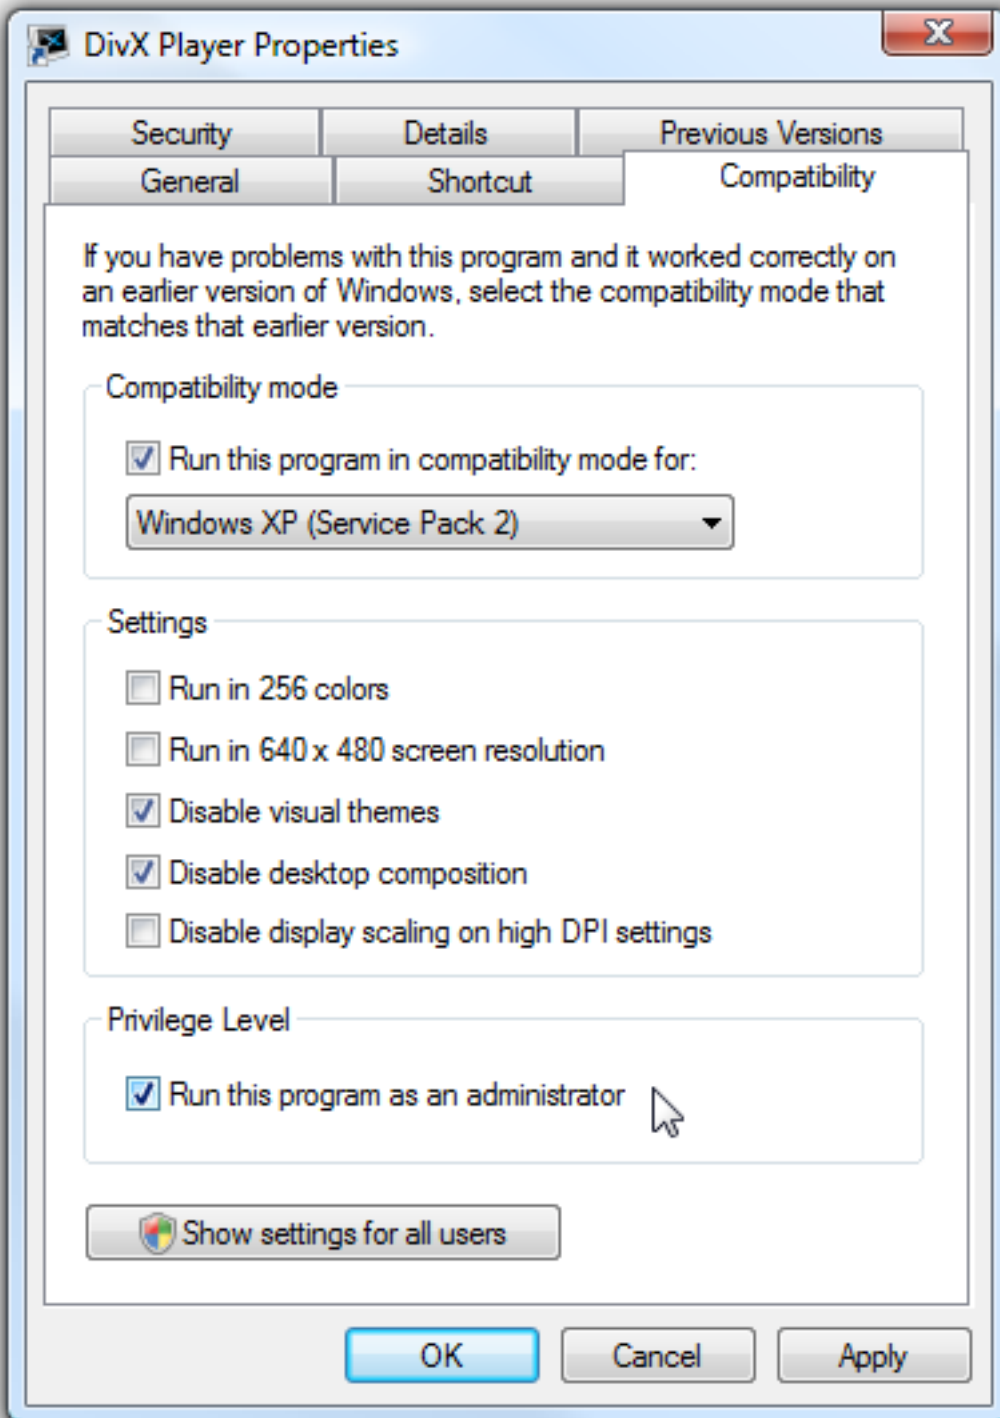 DivX Player Properties
Security Details Previous Versions
General Shortcut Compatibility
If you have problems with this program and it worked correctly on
an earlier version of Windows, select the compatibility mode that
matches that earlier version.
Compatibility mode
Run this program in compatibility mode for:
Windows XP (Service Pack 2)
Settings
Run in 256 colors
Run in 640 x 480 screen resolution
Disable visual themes
Disable desktop composition
Disable display scaling on high DPI settings
Privilege Level
Run this program as an administrator
Show settings for all users
OK Cancel Apply